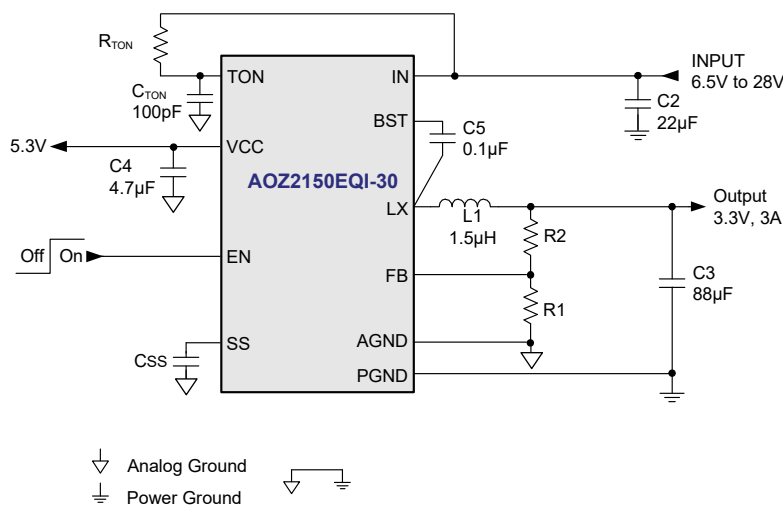 RTON
TON
CTON
100pF
5.3V
VCC
C4
4.7µF
AOZ2150EQI-30
Off
On
EN
SS
CSS
IN
INPUT
6.5V to 28V
C2
22µF
BST
C5
0.1µF
LX
L1
1.5µH
Output
3.3V, 3A
R2
FB
R1
C3
88µF
AGND
PGND
Analog Ground
Power Ground